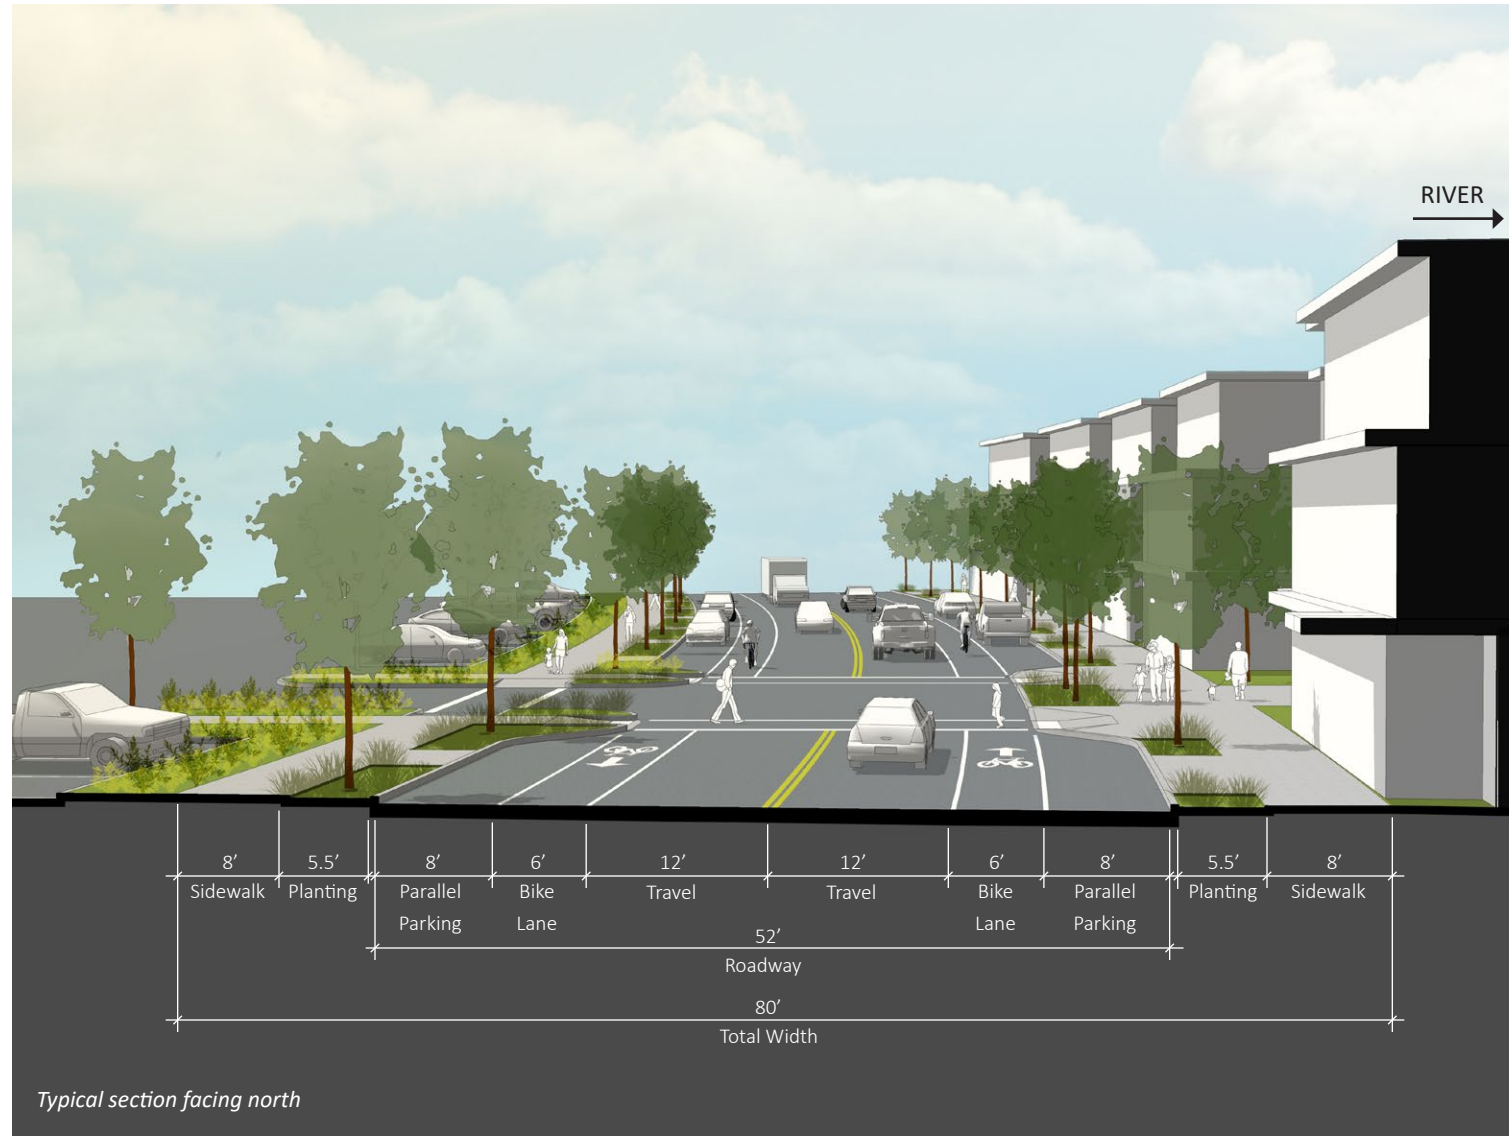 RIVER
8′ 5.5′ 8′ 6′ 12′ 12′ 6′ 8′ 5.5′ 8′
Sidewalk Planting Parallel Bike Travel Travel Bike Parallel Planting Sidewalk
Parking Lane Lane Parking
52′
Roadway
80′
Total Width
Typical section facing north